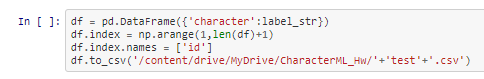 In [ ]: df = pd.DataFrame({'character':label_str})
df.index = np.arange(1,len(df)+1)
df.index.names = ['id']
df.to_csv('/content/drive/MyDrive/CharacterML_Hw/'+'test'+'.csv')